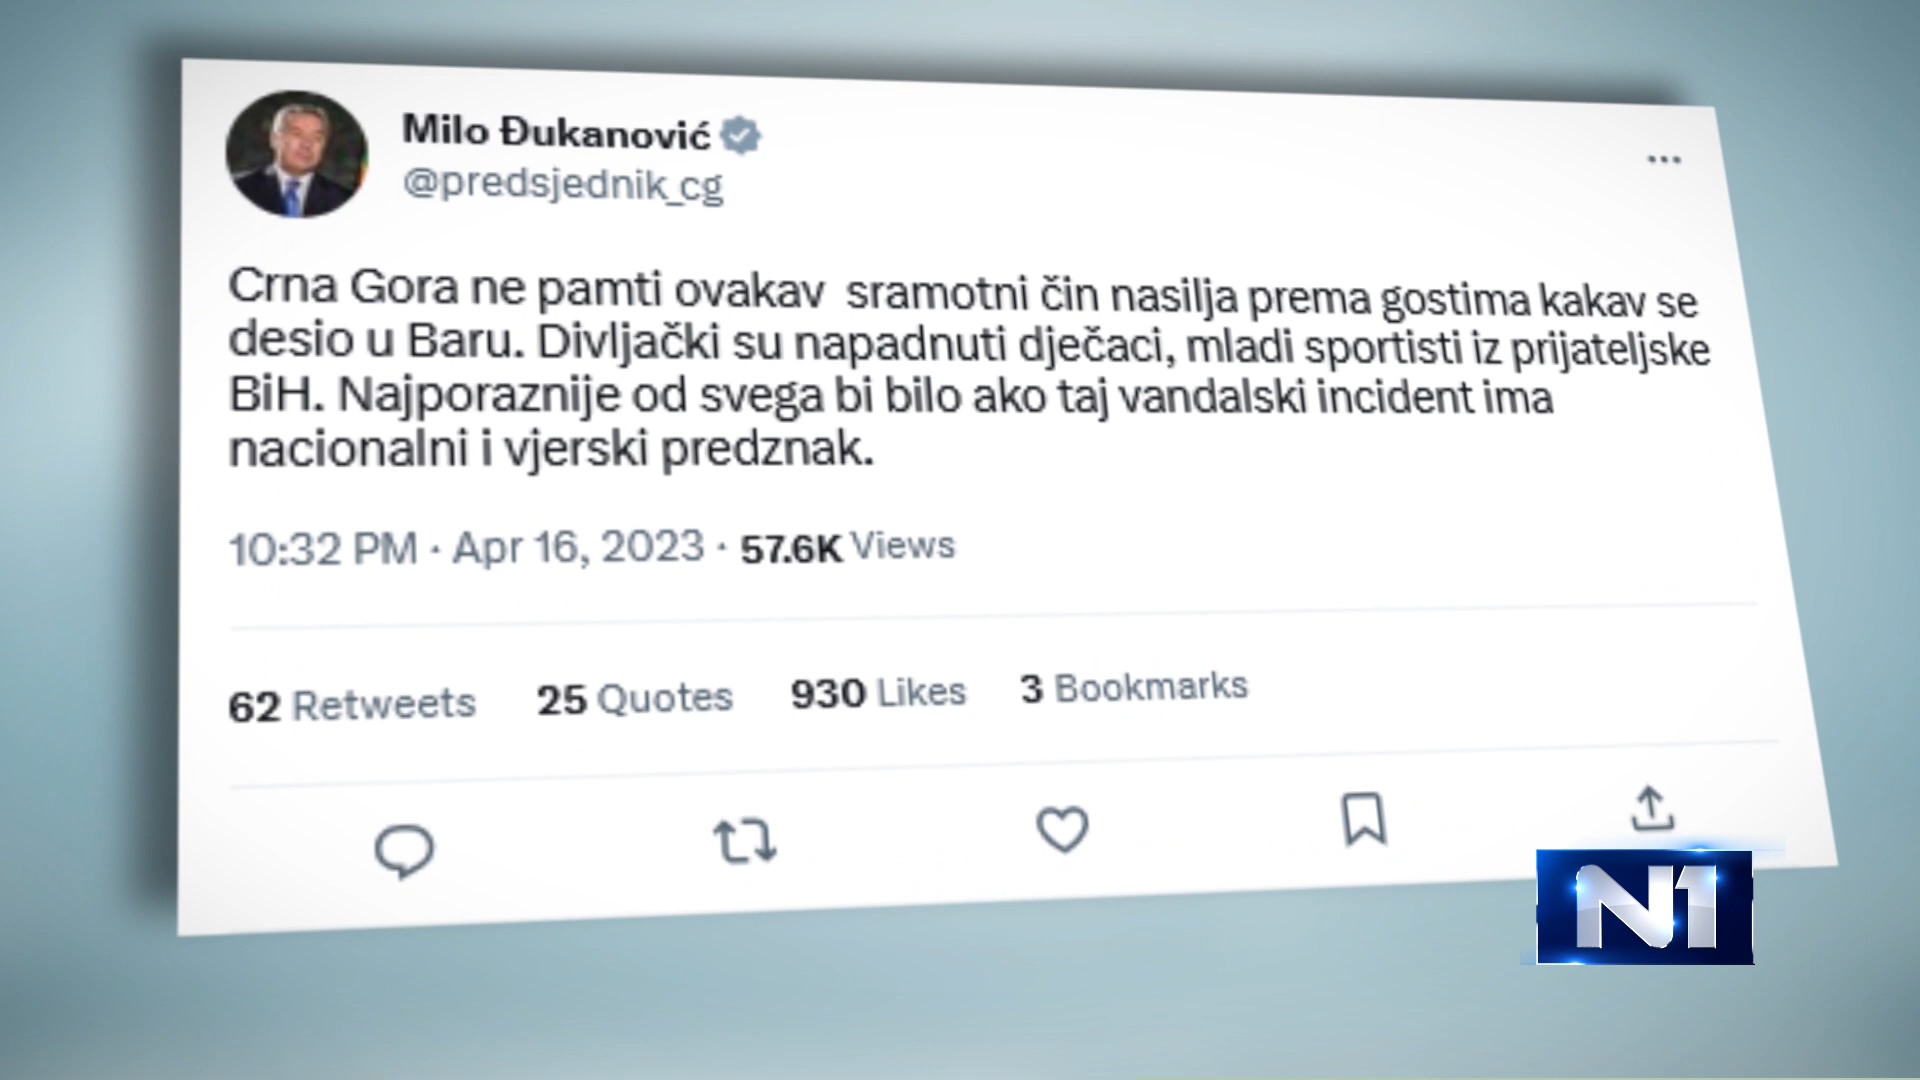 Milo Đukanović
@predsjednik_cg
Crna Gora ne pamti ovakav sramotni čin nasilja prema gostima kakav se
desio u Baru. Divljački su napadnuti dječaci, mladi sportisti iz prijateljske
BiH. Najporaznije od svega bi bilo ako taj vandalski incident ima
nacionalni i vjerski predznak.
10:32 PM · Apr 16, 2023 · 57.6K Views
62 Retweets 25 Quotes 930 Likes 3 Bookmarks
N1